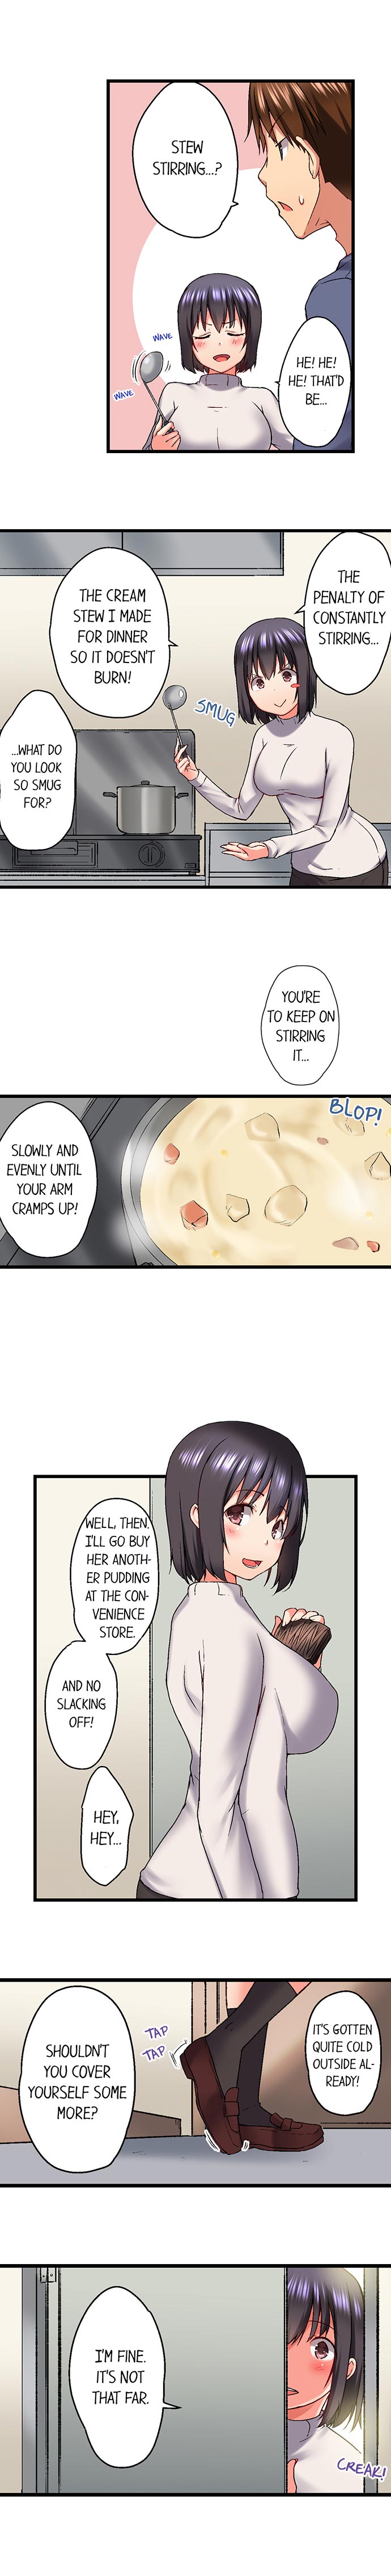 STEW
STIRRING...?
WAVE
WAVE
HE! HE!
HE! THAT'D
BE...
THE
PENALTY OF
CONSTANTLY
STIRRING...
THE CREAM
STEW I MADE
FOR DINNER
SO IT DOESN'T
BURN!
SMUG
...WHAT DO
YOU LOOK
SO SMUG
FOR?
YOU'RE
TO KEEP ON
STIRRING
IT...
BLOP!
SLOWLY AND
EVENLY UNTIL
YOUR ARM
CRAMPS UP!
WELL, THEN.
I'LL GO BUY
HER ANOTH-
ER PUDDING
AT THE CON-
VENIENCE
STORE.
AND NO
SLACKING
OFF!
HEY,
HEY...
IT'S GOTTEN
QUITE COLD
OUTSIDE AL-
READY!
TAP
TAP
SHOULDN'T
YOU COVER
YOURSELF SOME
MORE?
I'M FINE.
IT'S NOT
THAT FAR.
CREAK!